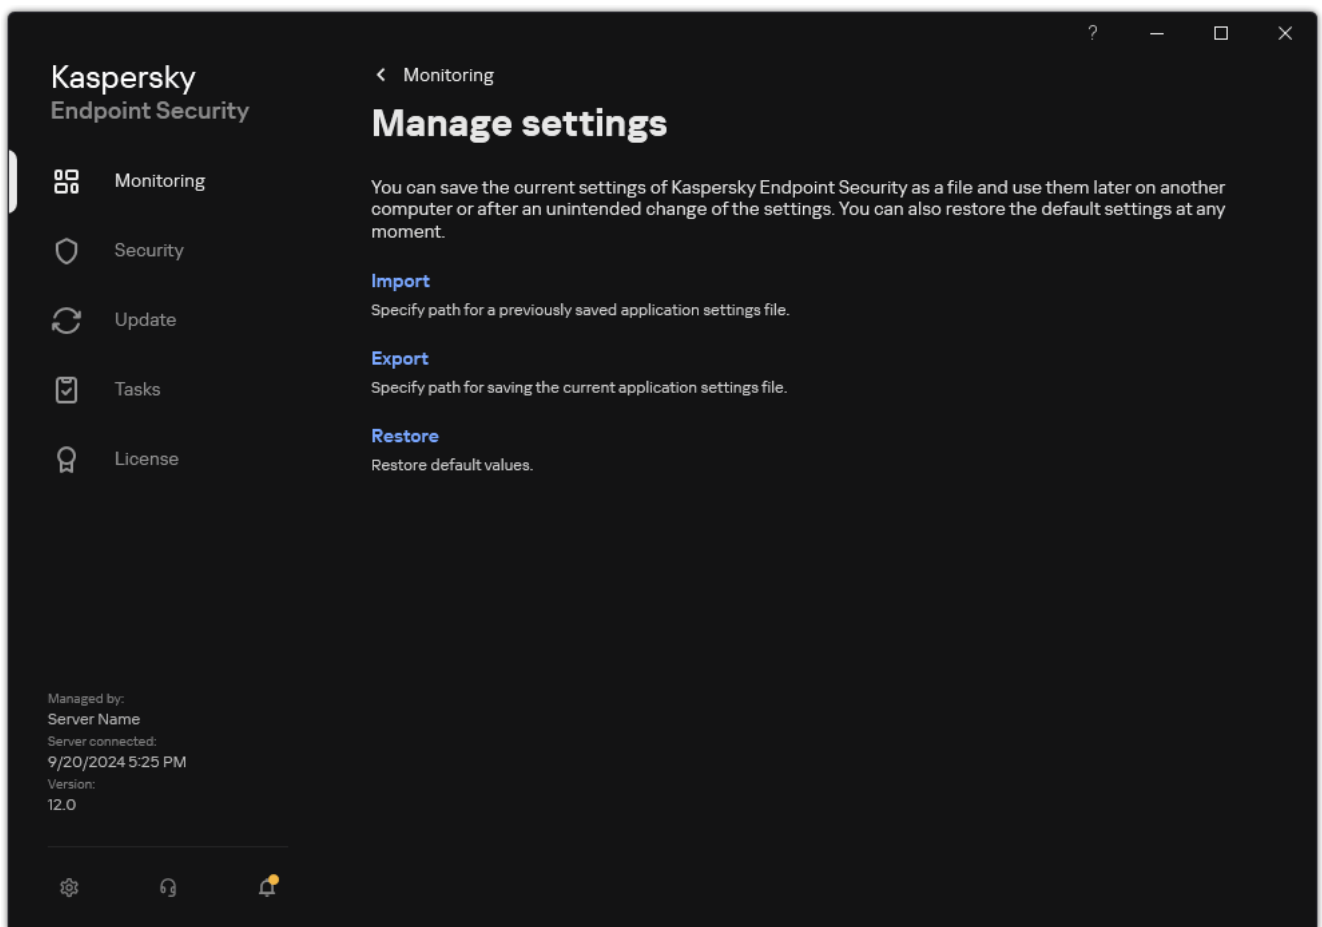 ?
Kaspersky
Endpoint Security
Monitoring
Security
Update
Tasks
License
Managed by:
Server Name
Server connected:
9/20/2024 5:25 PM
Version:
12.0
Monitoring
Manage settings
You can save the current settings of Kaspersky Endpoint Security as a file and use them later on another
computer or after an unintended change of the settings. You can also restore the default settings at any
moment.
Import
Specify path for a previously saved application settings file.
Export
Specify path for saving the current application settings file.
Restore
Restore default values.